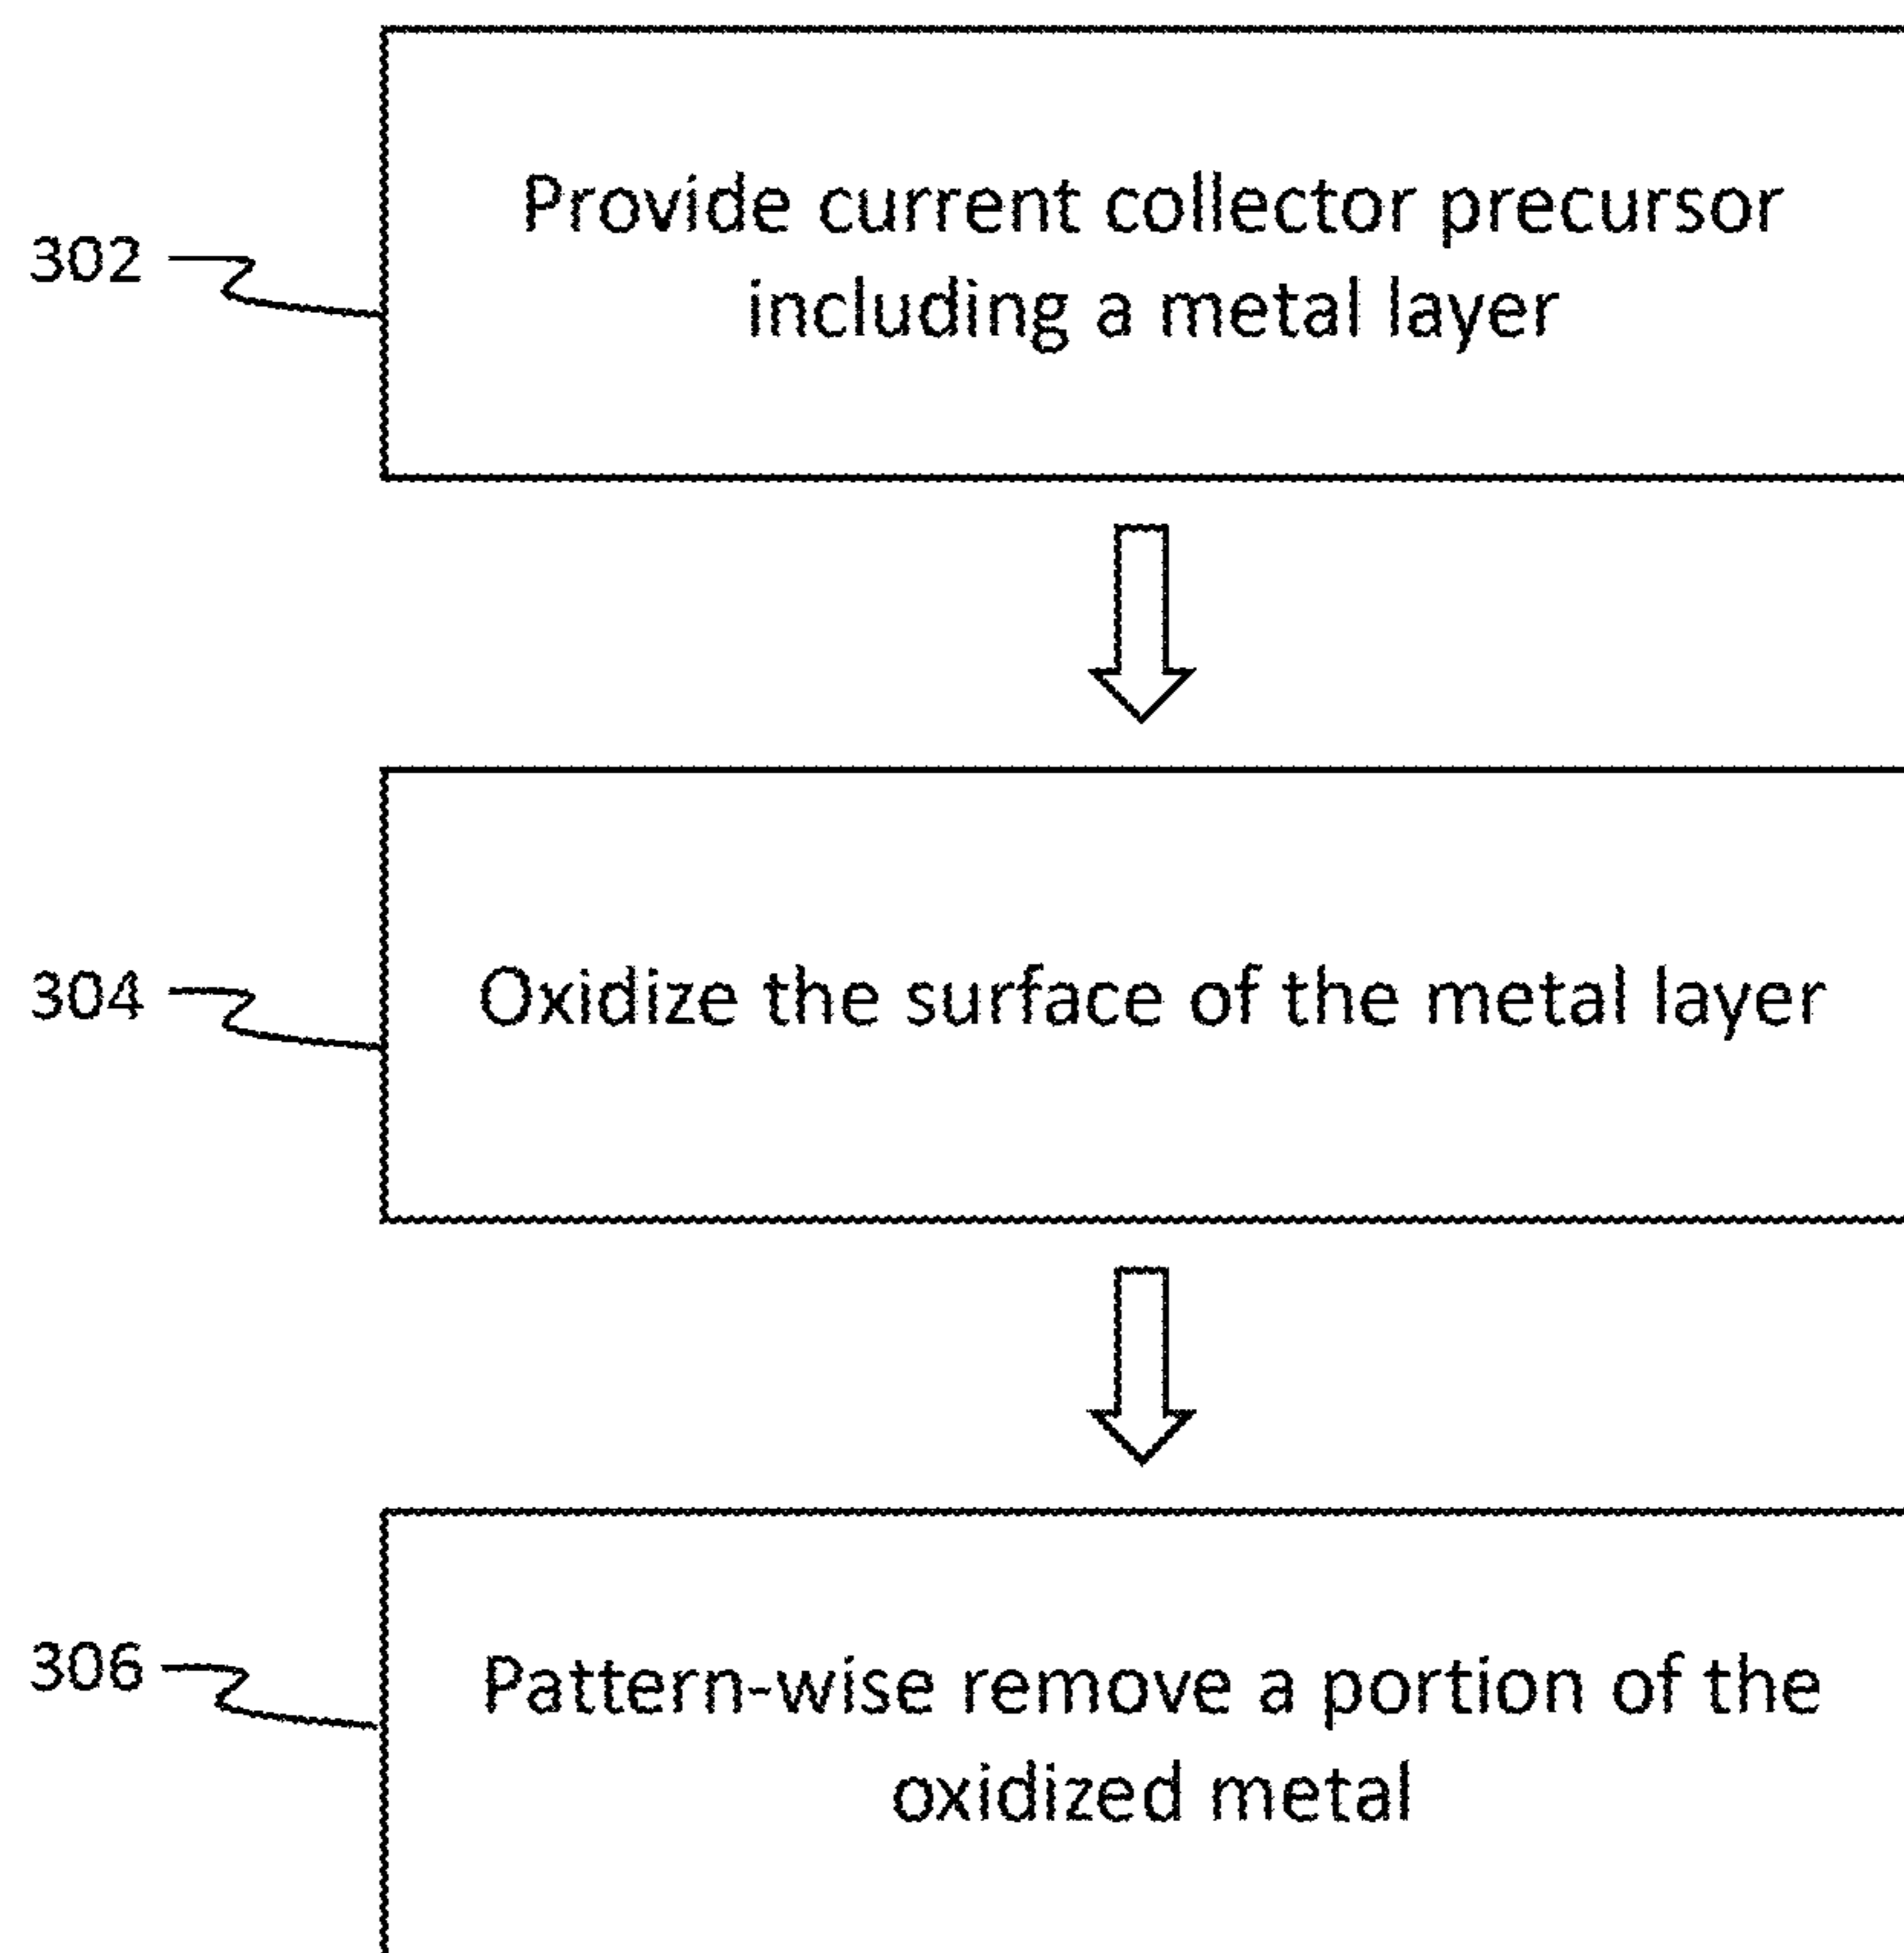 302
Provide current collector precursor
including a metal layer
304
Oxidize the surface of the metal layer
306
Pattern-wise remove a portion of the
oxidized metal